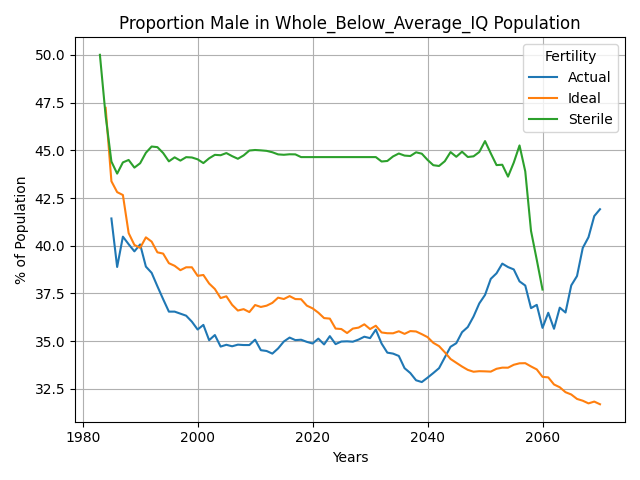 Proportion Male in Whole_Below_Average_IQ Population
Fertility
Actual
Ideal
Sterile
% of Population
50.0
47.5
45.0
42.5
40.0
37.5
35.0
32.5
1980
2000
2020
2040
2060
Years